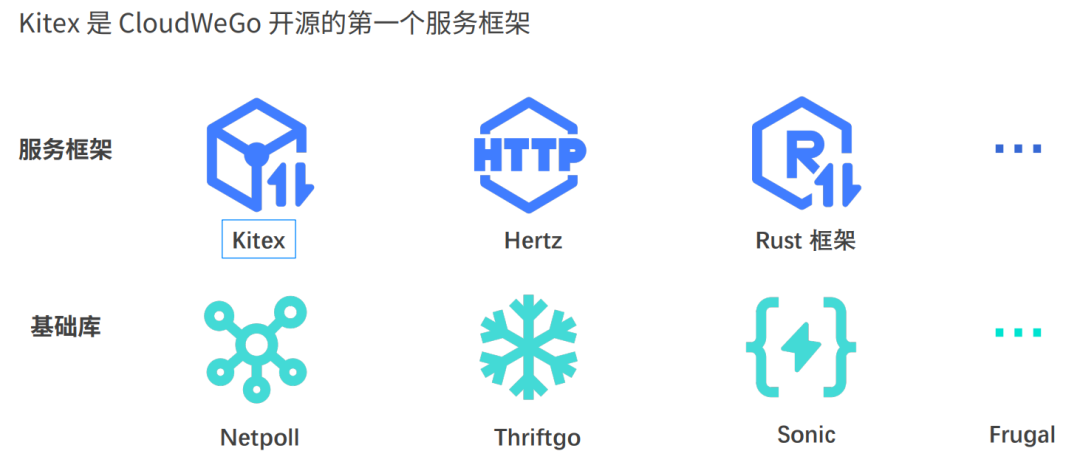 Kitex 是 CloudWeGo 开源的第一个服务框架
服务框架
HTTP
R
...
Kitex
Hertz
Rust 框架
基础库
...
Netpoll
Thriftgo
Sonic
Frugal